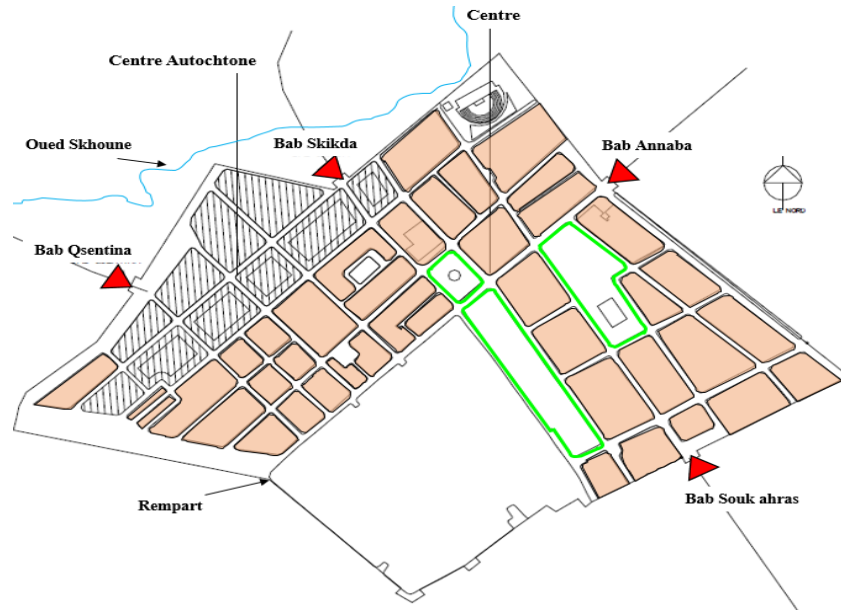 Centre
Centre Autochtone
Oued Skhoune
Bab Skikda
Bab Annaba
LE NORD
Bab Qsentina
Rempart
Bab Souk ahras